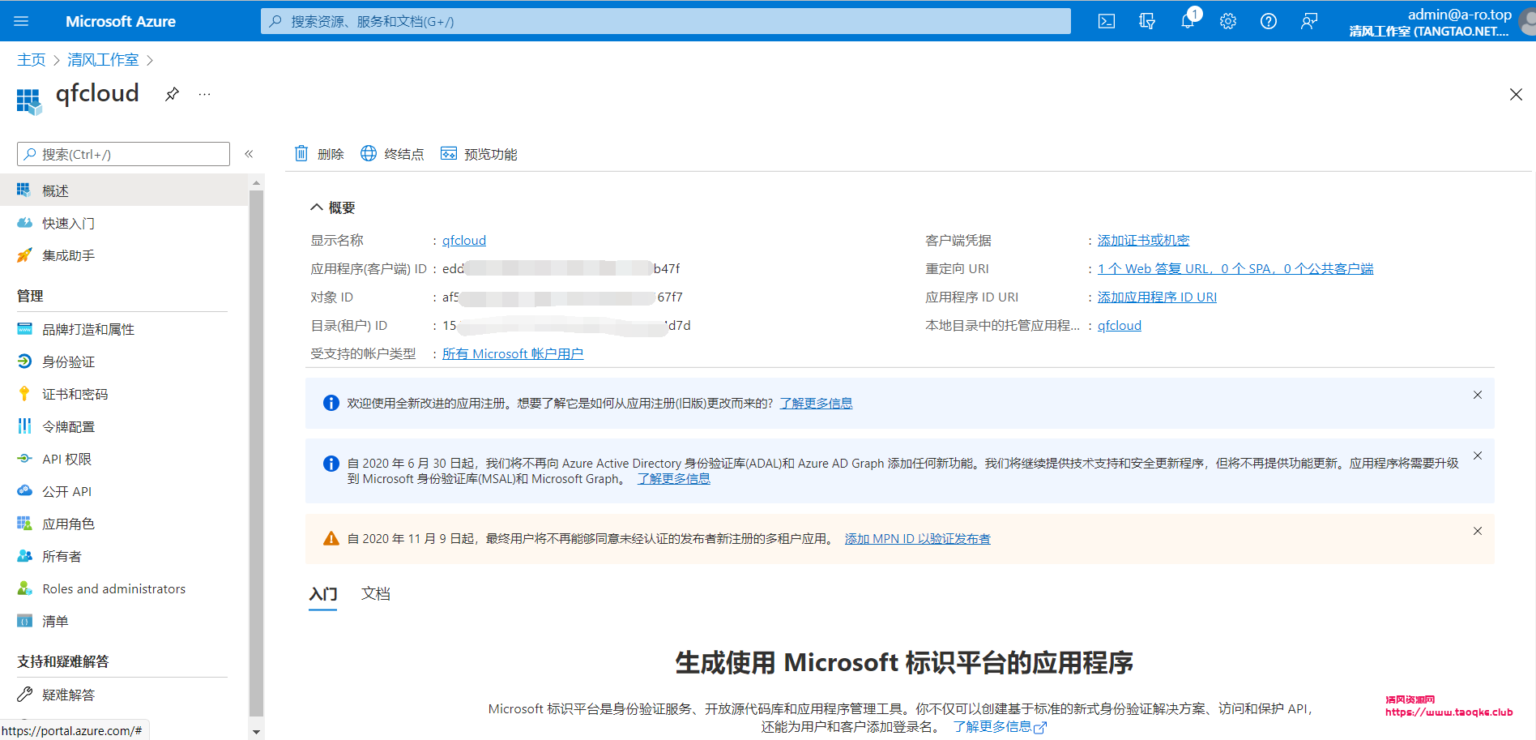 Microsoft Azure
搜索资源、服务和文档(G+/)
1
admin@a-ro.top
清风工作室 (TANGTAO.NET....
主页 > 清风工作室 >
qfcloud
...
搜索(Ctrl+/)
«
删除
终结点
预览功能
概述
快速入门
集成助手
管理
品牌打造和属性
身份验证
证书和密码
令牌配置
API 权限
公开 API
应用角色
所有者
Roles and administrators
清单
支持和疑难解答
疑难解答
https://portal.azure.com/#
概要
显示名称 : qfcloud
应用程序(客户端) ID : edd b47f
对象 ID : af5 67f7
目录(租户) ID : 15 d7d
受支持的帐户类型 : 所有 Microsoft 帐户用户
客户端凭据 : 添加证书或机密
重定向 URI : 1 个 Web 答复 URL，0 个 SPA，0 个公共客户端
应用程序 ID URI : 添加应用程序 ID URI
本地目录中的托管应用程... : qfcloud
欢迎使用全新改进的应用注册。想要了解它是如何从应用注册(旧版)更改而来的? 了解更多信息
自 2020 年 6 月 30 日起，我们将不再向 Azure Active Directory 身份验证库(ADAL)和 Azure AD Graph 添加任何新功能。我们将继续提供技术支持和安全更新程序，但将不再提供功能更新。应用程序将需要升级
到 Microsoft 身份验证库(MSAL)和 Microsoft Graph。 了解更多信息
自 2020 年 11 月 9 日起，最终用户将不再能够同意未经认证的发布者新注册的多租户应用。 添加 MPN ID 以验证发布者
入门 文档
生成使用 Microsoft 标识平台的应用程序
Microsoft 标识平台是身份验证服务、开放源代码库和应用程序管理工具。你不仅可以创建基于标准的新式身份验证解决方案、访问和保护 API，
还能为用户和客户添加登录名。 了解更多信息
清风资源网
https://www.taoqke.club